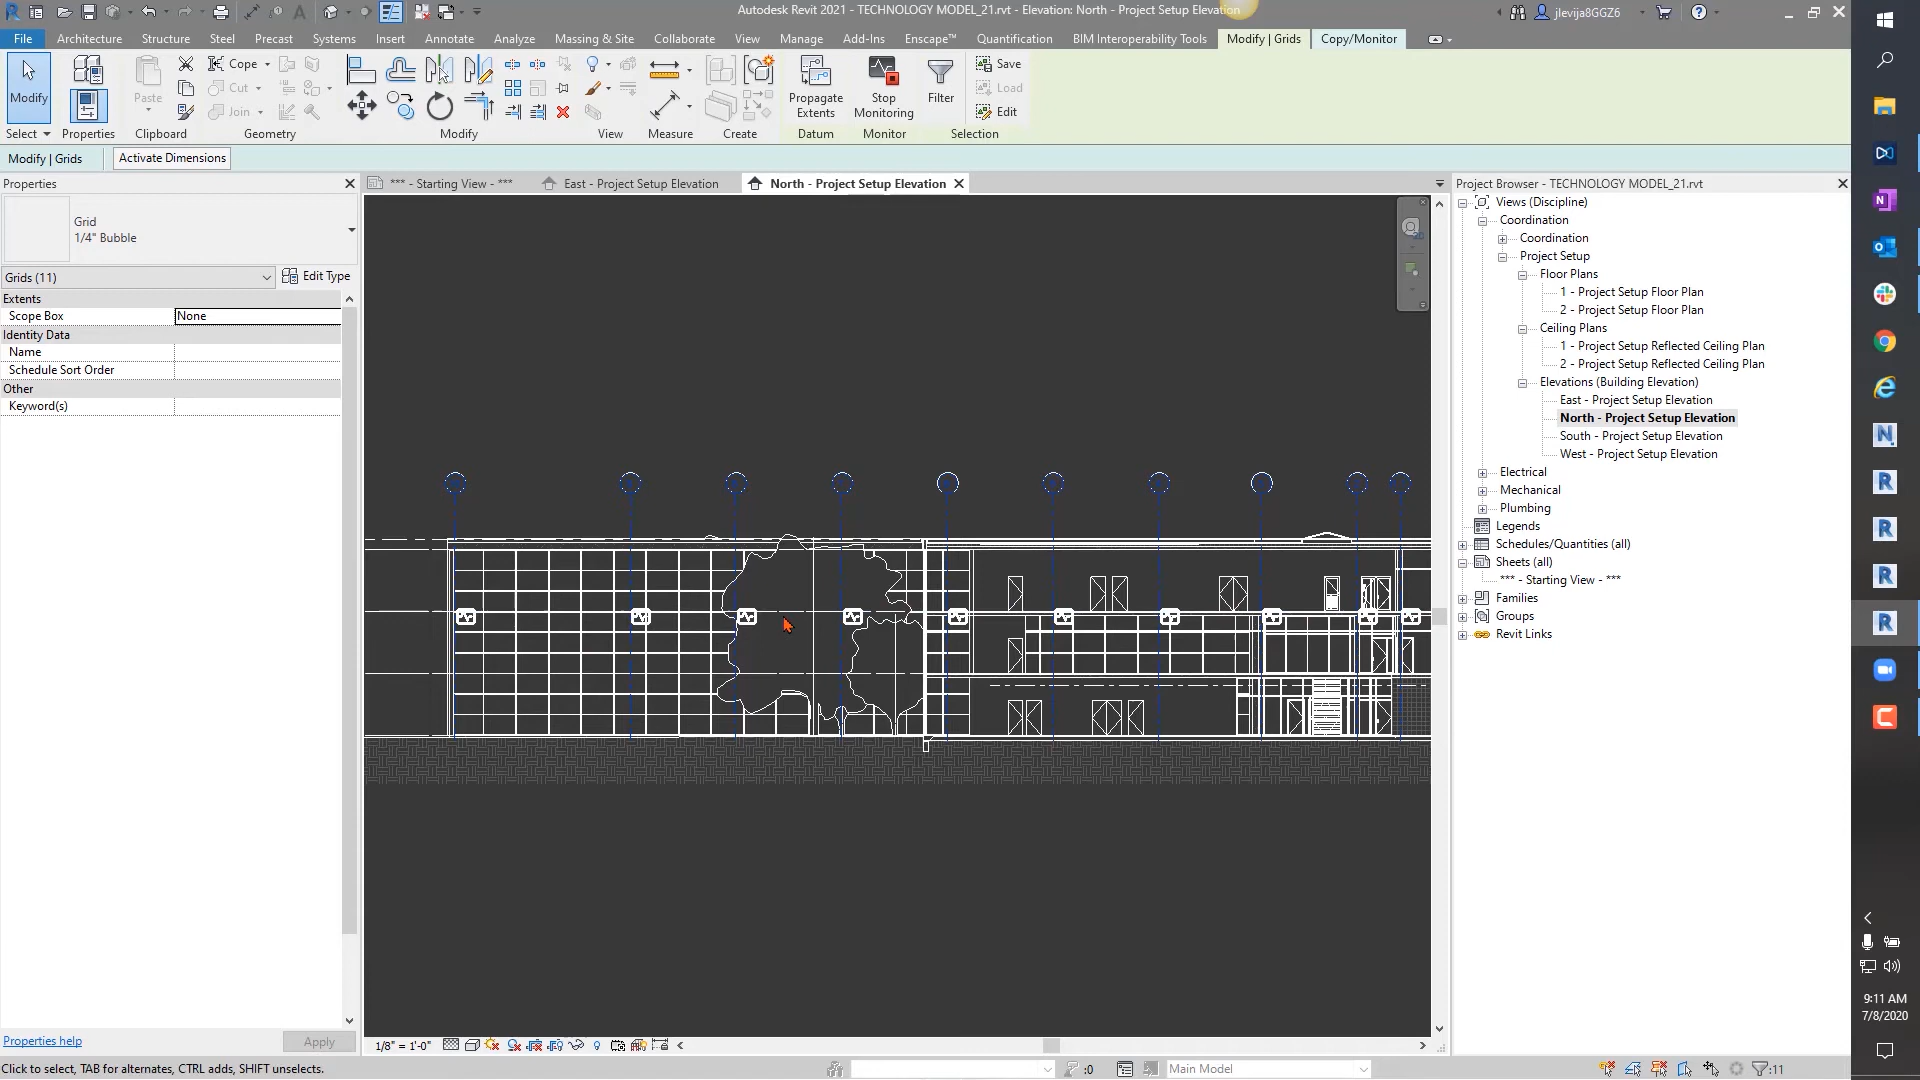 Autodesk Revit 2021 - TECHNOLOGY MODEL_21.rvt - Elevation: North - Project Setup Elevation
jlevija8GGZ6
File Architecture Structure Steel Precast Systems Insert Annotate Analyze Massing & Site Collaborate View Manage Add-Ins Enscape™ Quantification BIM Interoperability Tools Modify | Grids Copy/Monitor
Modify
Select
Properties
Paste
Clipboard
Cope
Cut
Join
Geometry
Modify
View
Measure
Create
Propagate
Extents
Datum
Stop
Monitoring
Monitor
Filter
Save
Load
Edit
Selection
Modify | Grids
Activate Dimensions
Properties
Grid
1/4" Bubble
Grids (11)
Edit Type
Extents
Scope Box None
Identity Data
Name
Schedule Sort Order
Other
Keyword(s)
Properties help
Apply
*** - Starting View - ***
East - Project Setup Elevation
North - Project Setup Elevation
Project Browser - TECHNOLOGY MODEL_21.rvt
Views (Discipline)
Coordination
Coordination
Project Setup
Floor Plans
1 - Project Setup Floor Plan
2 - Project Setup Floor Plan
Ceiling Plans
1 - Project Setup Reflected Ceiling Plan
2 - Project Setup Reflected Ceiling Plan
Elevations (Building Elevation)
East - Project Setup Elevation
North - Project Setup Elevation
South - Project Setup Elevation
West - Project Setup Elevation
Electrical
Mechanical
Plumbing
Legends
Schedules/Quantities (all)
Sheets (all)
*** - Starting View - ***
Families
Groups
Revit Links
1/8" = 1'-0"
Click to select, TAB for alternates, CTRL adds, SHIFT unselects.
:0
Main Model
:11
9:11 AM
7/8/2020